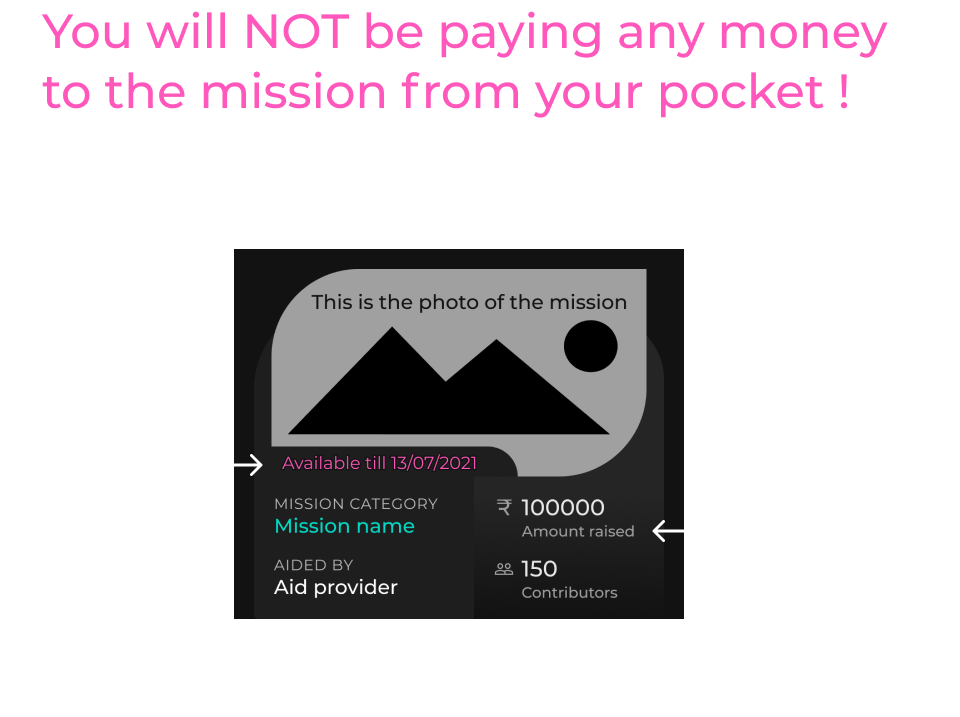 You will NOT be paying any money
to the mission from your pocket !
This is the photo of the mission
Available till 13/07/2021
MISSION CATEGORY
Mission name
AIDED BY
Aid provider
₹ 100000
Amount raised
150
Contributors